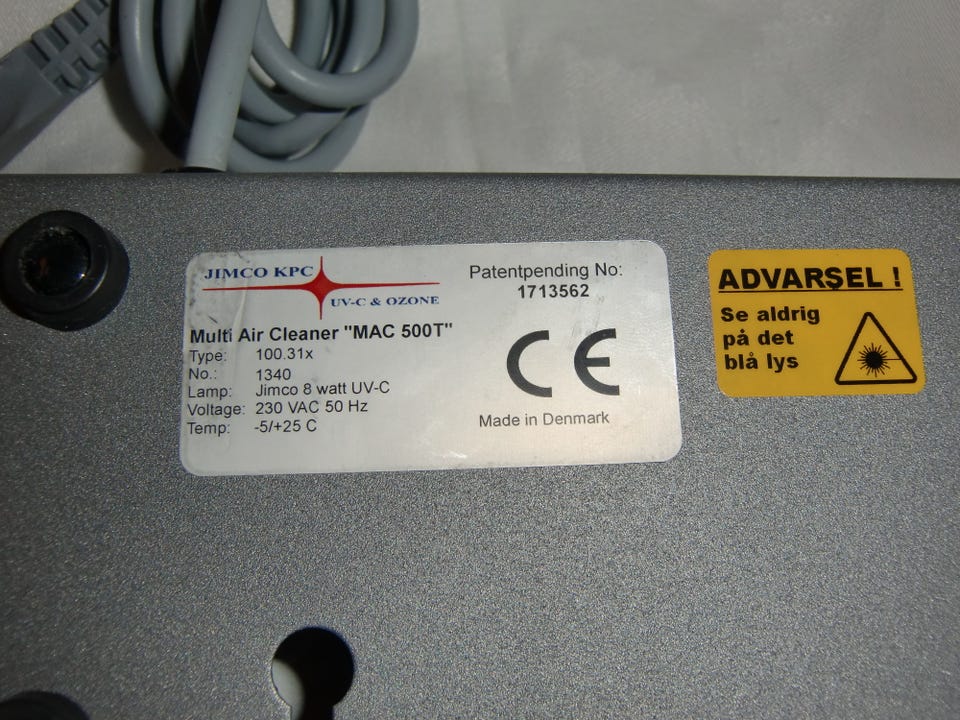 JIMCO KPC
UV-C & OZONE
Multi Air Cleaner "MAC 500T"
Type: 100.31x
No.: 1340
Lamp: Jimco 8 watt UV-C
Voltage: 230 VAC 50 Hz
Temp: -5/+25 C
Patentpending No:
1713562
CE
Made in Denmark
ADVARSEL !
Se aldrig
på det
blå lys